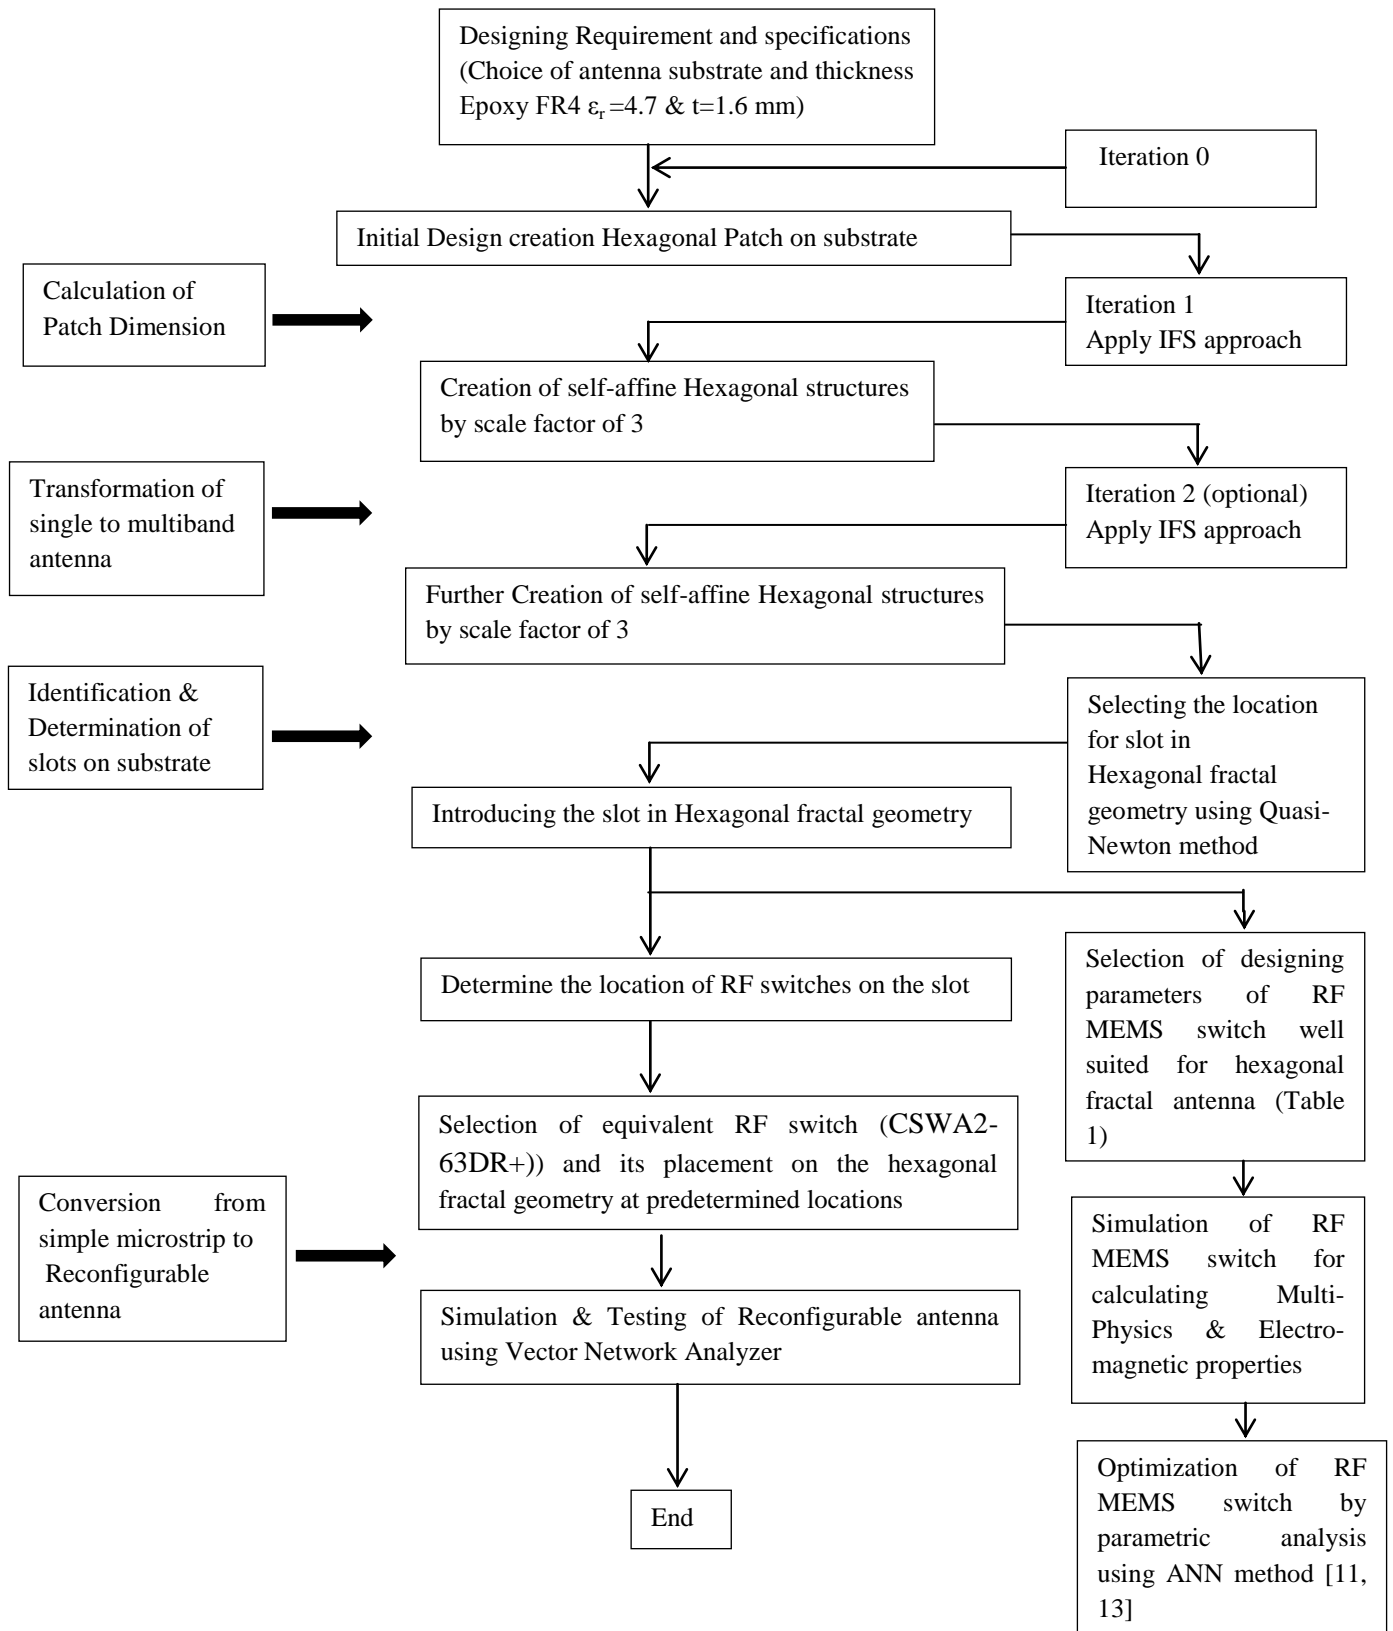 Designing Requirement and specifications
(Choice of antenna substrate and thickness
Epoxy FR4 εr =4.7 & t=1.6 mm)
Iteration 0
Initial Design creation Hexagonal Patch on substrate
Calculation of
Patch Dimension
Iteration 1
Apply IFS approach
Creation of self-affine Hexagonal structures
by scale factor of 3
Transformation of
single to multiband
antenna
Iteration 2 (optional)
Apply IFS approach
Further Creation of self-affine Hexagonal structures
by scale factor of 3
Identification &
Determination of
slots on substrate
Selecting the location
for slot in
Hexagonal fractal
geometry using Quasi-
Newton method
Introducing the slot in Hexagonal fractal geometry
Determine the location of RF switches on the slot
Selection of designing
parameters of RF
MEMS switch well
suited for hexagonal
fractal antenna (Table
1)
Selection of equivalent RF switch (CSWA2-
63DR+)) and its placement on the hexagonal
fractal geometry at predetermined locations
Conversion from
simple microstrip to
Reconfigurable
antenna
Simulation of RF
MEMS switch for
calculating Multi-
Physics & Electro-
magnetic properties
Simulation & Testing of Reconfigurable antenna
using Vector Network Analyzer
End
Optimization of RF
MEMS switch by
parametric analysis
using ANN method [11,
13]